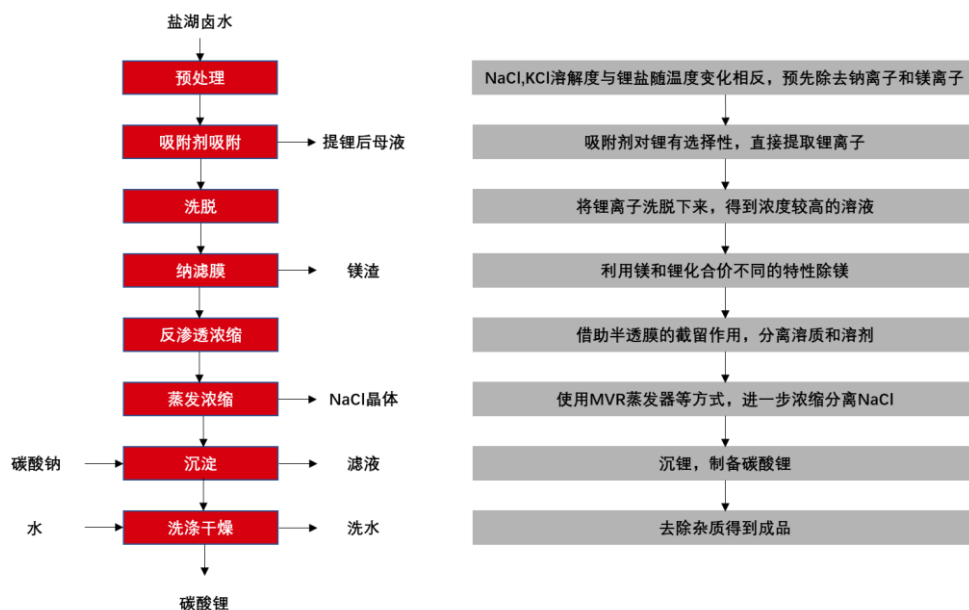 盐湖卤水
预处理
NaCl,KCl溶解度与锂盐随温度变化相反，预先除去钠离子和镁离子
吸附剂吸附
提锂后母液
吸附剂对锂有选择性，直接提取锂离子
洗脱
将锂离子洗脱下来，得到浓度较高的溶液
纳滤膜
镁渣
利用镁和锂化合价不同的特性除镁
反渗透浓缩
借助半透膜的截留作用，分离溶质和溶剂
蒸发浓缩
NaCl晶体
使用MVR蒸发器等方式，进一步浓缩分离NaCl
碳酸钠
沉淀
滤液
沉锂，制备碳酸锂
水
洗涤干燥
洗水
去除杂质得到成品
碳酸锂